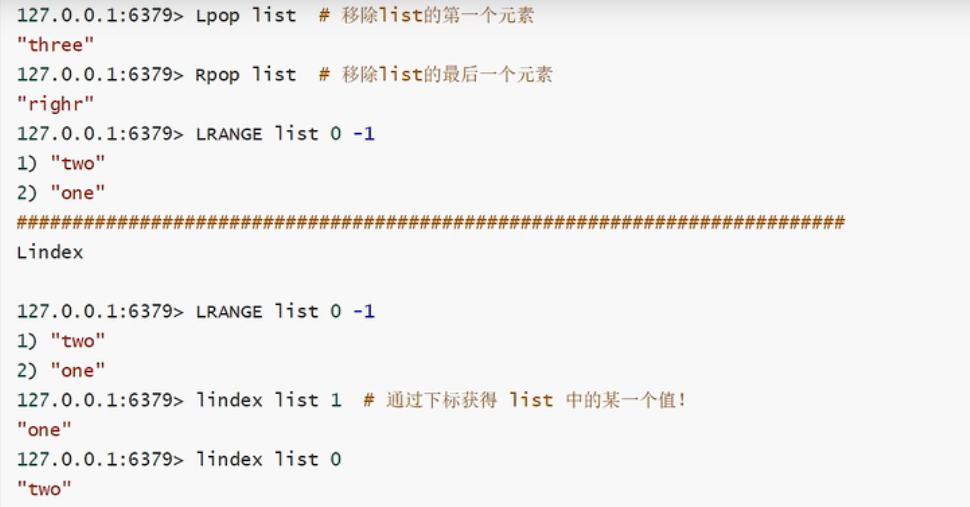 127.0.0.1:6379> Lpop list  # 移除list的第一个元素
"three"
127.0.0.1:6379> Rpop list  # 移除list的最后一个元素
"righr"
127.0.0.1:6379> LRANGE list 0 -1
1) "two"
2) "one"
##########################################################################
Lindex
127.0.0.1:6379> LRANGE list 0 -1
1) "two"
2) "one"
127.0.0.1:6379> lindex list 1  # 通过下标获得 list 中的某一个值！
"one"
127.0.0.1:6379> lindex list 0
"two"